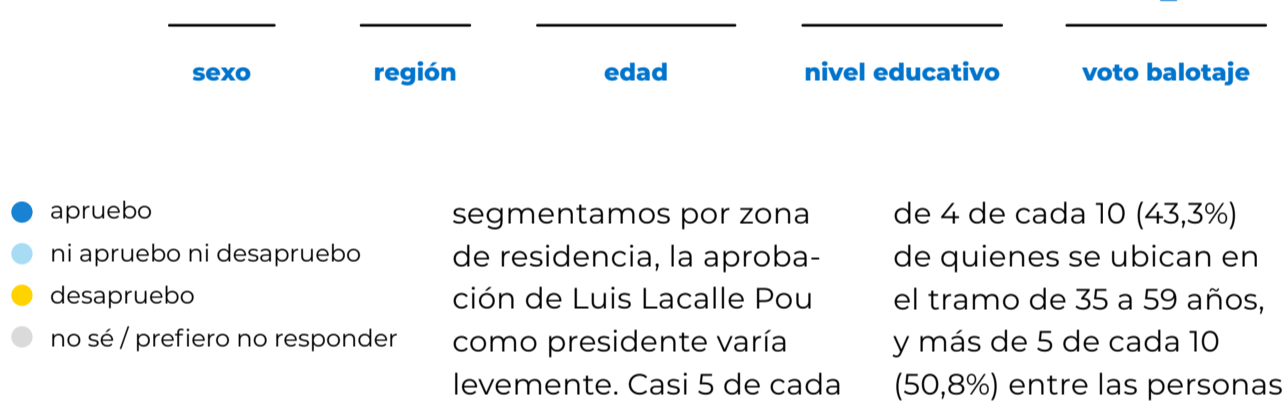 sexo región edad nivel educativo voto balotaje
apruebo
ni apruebo ni desapruebo
desapruebo
no sé / prefiero no responder
segmentamos por zona
de residencia, la aproba-
ción de Luis Lacalle Pou
como presidente varía
levemente. Casi 5 de cada
de 4 de cada 10 (43,3%)
de quienes se ubican en
el tramo de 35 a 59 años,
y más de 5 de cada 10
(50,8%) entre las personas